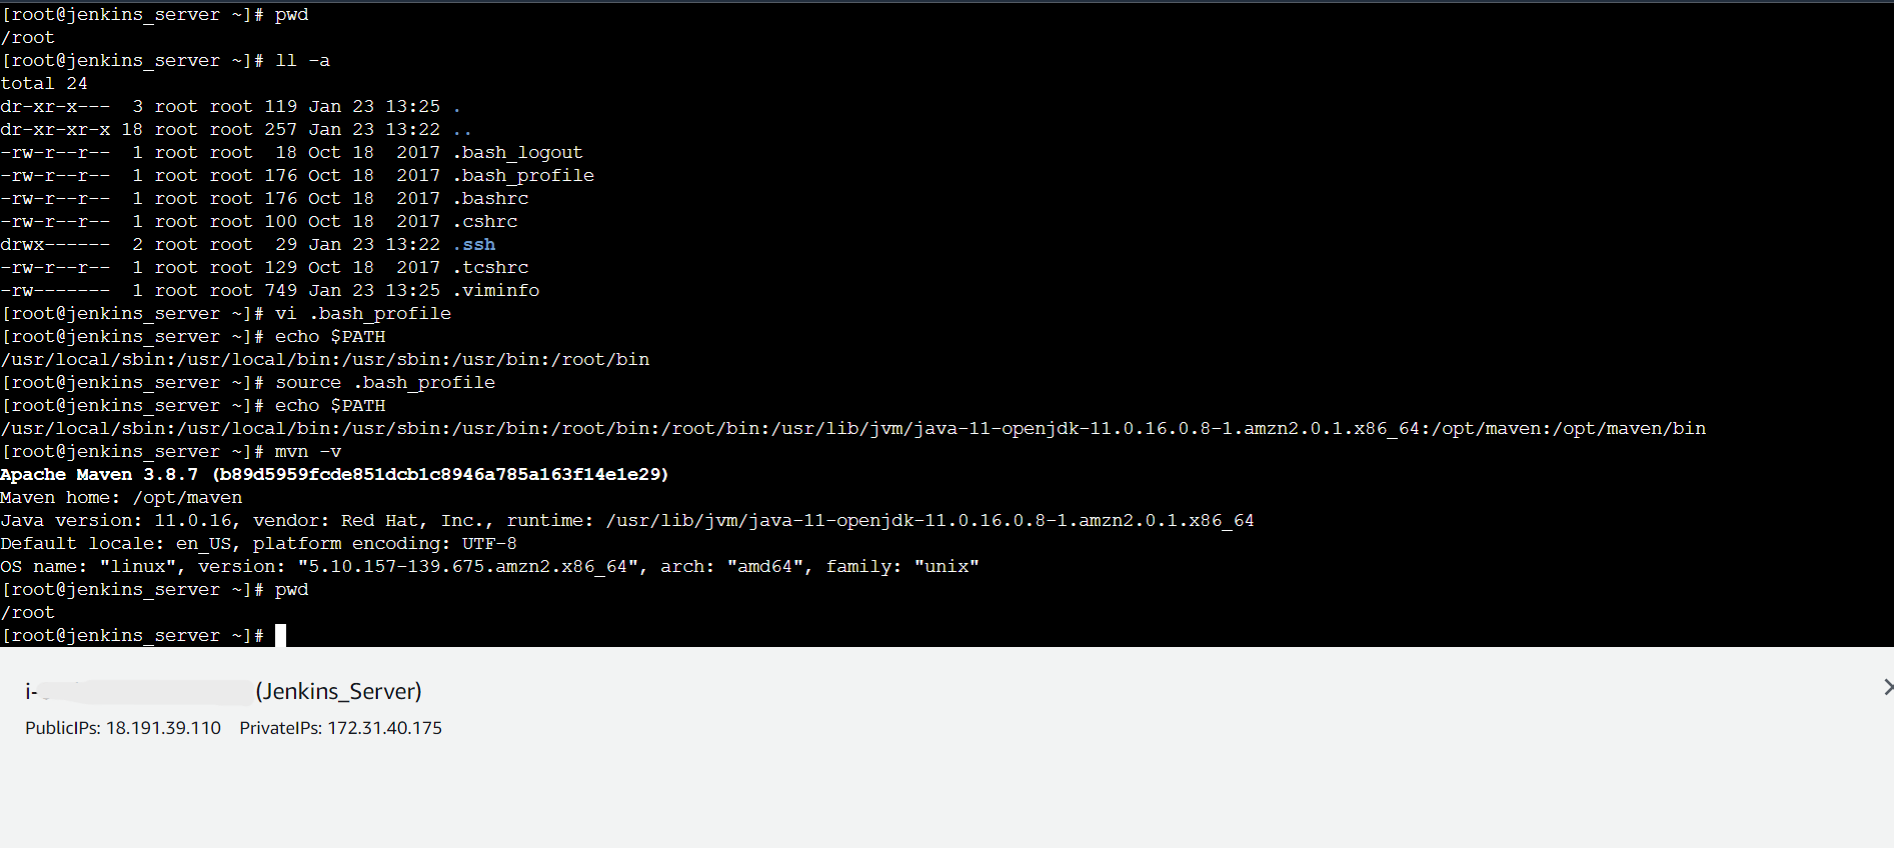 [root@jenkins_server ~]# pwd
/root
[root@jenkins_server ~]# ll -a
total 24
dr-xr-x---  3 root root 119 Jan 23 13:25 .
dr-xr-xr-x 18 root root 257 Jan 23 13:22 ..
-rw-r--r--  1 root root  18 Oct 18  2017 .bash_logout
-rw-r--r--  1 root root 176 Oct 18  2017 .bash_profile
-rw-r--r--  1 root root 176 Oct 18  2017 .bashrc
-rw-r--r--  1 root root 100 Oct 18  2017 .cshrc
drwx------  2 root root  29 Jan 23 13:22 .ssh
-rw-r--r--  1 root root 129 Oct 18  2017 .tcshrc
-rw-------  1 root root 749 Jan 23 13:25 .viminfo
[root@jenkins_server ~]# vi .bash_profile
[root@jenkins_server ~]# echo $PATH
/usr/local/sbin:/usr/local/bin:/usr/sbin:/usr/bin:/root/bin
[root@jenkins_server ~]# source .bash_profile
[root@jenkins_server ~]# echo $PATH
/usr/local/sbin:/usr/local/bin:/usr/sbin:/usr/bin:/root/bin:/root/bin:/usr/lib/jvm/java-11-openjdk-11.0.16.0.8-1.amzn2.0.1.x86_64:/opt/maven:/opt/maven/bin
[root@jenkins_server ~]# mvn -v
Apache Maven 3.8.7 (b89d5959fcde851dcb1c8946a785a163f14e1e29)
Maven home: /opt/maven
Java version: 11.0.16, vendor: Red Hat, Inc., runtime: /usr/lib/jvm/java-11-openjdk-11.0.16.0.8-1.amzn2.0.1.x86_64
Default locale: en_US, platform encoding: UTF-8
OS name: "linux", version: "5.10.157-139.675.amzn2.x86_64", arch: "amd64", family: "unix"
[root@jenkins_server ~]# pwd
/root
[root@jenkins_server ~]#
i- (Jenkins_Server)
PublicIPs: 18.191.39.110 PrivateIPs: 172.31.40.175